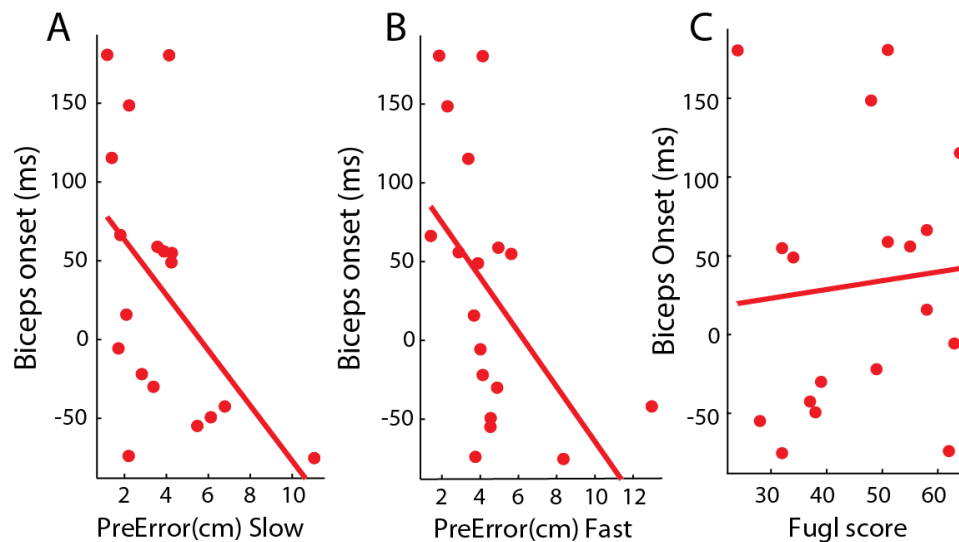 A
Biceps onset (ms)
150
100
50
0
-50
2 4 6 8 10
PreError(cm) Slow
B
Biceps onset (ms)
150
100
50
0
-50
2 4 6 8 10 12
PreError(cm) Fast
C
Biceps Onset (ms)
150
100
50
0
-50
30 40 50 60
Fugl score